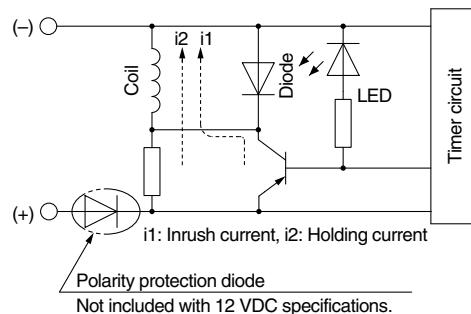 (–)
i2 i1
Coil
Diode
LED
Timer circuit
(+)
i1: Inrush current, i2: Holding current
Polarity protection diode
Not included with 12 VDC specifications.